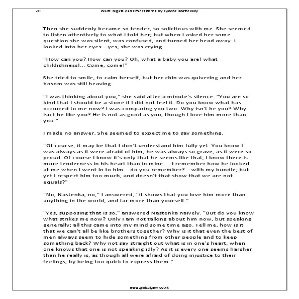 Then she suddenly became so tender, so solicitous with me. She seemed
to listen attentively to what I told her, but when I asked her some
question she was silent, was confused, and turned her head away. I
looked into her eyes--yes, she was crying.
"How can you? How can you? Oh, what a baby you are! what
childishness!... Come, come!"
She tried to smile, to calm herself, but her chin was quivering and her
bosom was still heaving.
"I was thinking about you," she said after a minute's silence. "You are so
kind that I should be a stone if I did not feel it. Do you know what has
occurred to me now? I was comparing you two. Why isn't he you? Why
isn't he like you? He is not as good as you, though I love him more than
you."
I made no answer. She seemed to expect me to say something.
"Of course, it may be that I don't understand him fully yet. You know I
was always as it were afraid of him; he was always so grave, as it were so
proud. Of course I know it's only that he seems like that, I know there is
more tenderness in his heart than in mine.... I remember how he looked
at me when I went in to him--do you remember?--with my bundle; but
yet I respect him too much, and doesn't that show that we are not
equals?"
"No, Nastenka, no," I answered, "it shows that you love him more than
anything in the world, and far more than yourself."
"Yes, supposing that is so," answered Nastenka naïvely. "But do you know
what strikes me now? Only I am not talking about him now, but speaking
generally; all this came into my mind some time ago. Tell me, how is it
that we can't all be like brothers together? Why is it that even the best of
men always seem to hide something from other people and to keep
something back? Why not say straight out what is in one's heart, when
one knows that one is not speaking idly? As it is every one seems harsher
than he really is, as though all were afraid of doing injustice to their
feelings, by being too quick to express them."